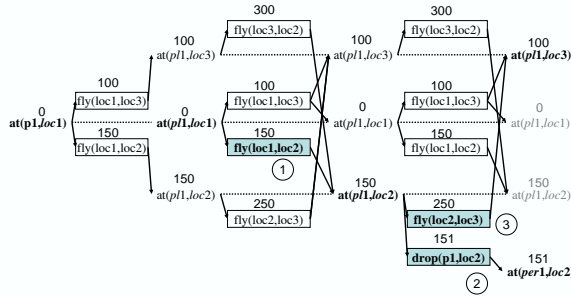 300
fly(loc3,loc2)
300
fly(loc3,loc2)
100
at(pl1,loc3)
100
at(pl1,loc3)
100
at(pl1,loc3)
100
fly(loc1,loc3)
100
fly(loc1,loc3)
100
fly(loc1,loc3)
0
at(p1,loc1)
0
at(pl1,loc1)
0
at(pl1,loc1)
0
at(pl1,loc1)
150
fly(loc1,loc2)
150
fly(loc1,loc2)
150
fly(loc1,loc2)
1
150
at(pl1,loc2)
150
at(pl1,loc2)
150
at(pl1,loc2)
250
fly(loc2,loc3)
250
fly(loc2,loc3)
3
151
drop(p1,loc2)
2
151
at(per1,loc2